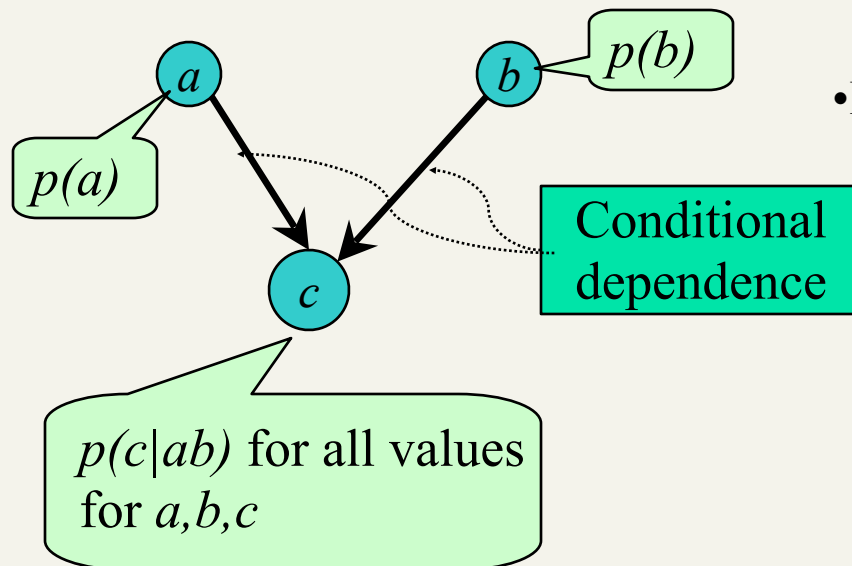 a
b
p(b)
•
p(a)
Conditional
dependence
c
p(c|ab) for all values
for a,b,c